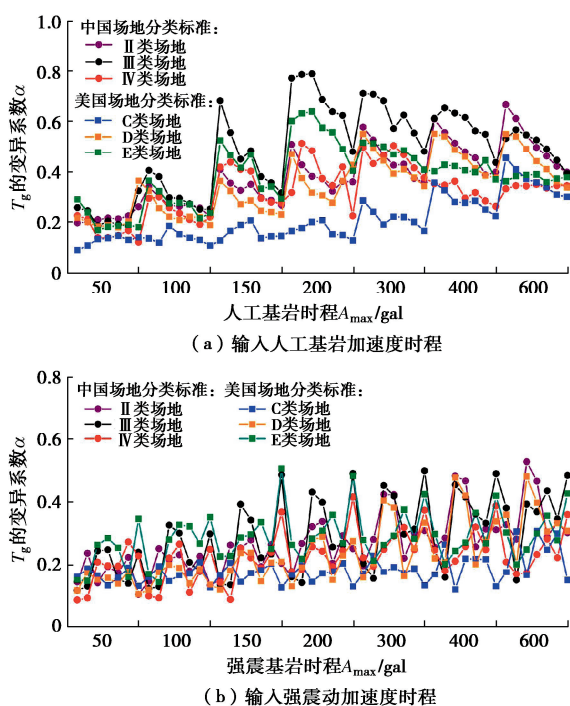 1.0
中国场地分类标准：
Ⅱ类场地
Ⅲ类场地
Ⅳ类场地
美国场地分类标准：
C类场地
D类场地
E类场地
0.8
0.6
0.4
0.2
0
Tg的变异系数α
50 100 150 200 300 400 600
人工基岩时程Amax/gal
（a）输入人工基岩加速度时程
0.8
中国场地分类标准： 美国场地分类标准：
Ⅱ类场地 C类场地
Ⅲ类场地 D类场地
Ⅳ类场地 E类场地
0.6
0.4
0.2
0
Tg的变异系数α
50 100 150 200 300 400 600
强震基岩时程Amax/gal
（b）输入强震动加速度时程